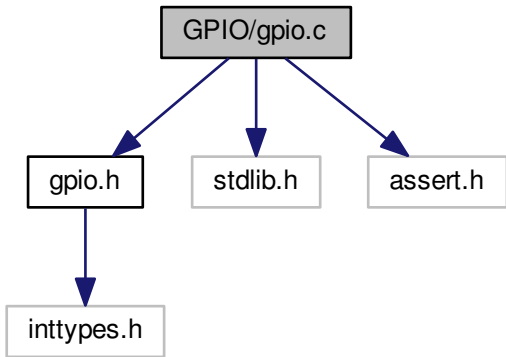 GPIO/gpio.c
gpio.h
stdlib.h
assert.h
inttypes.h